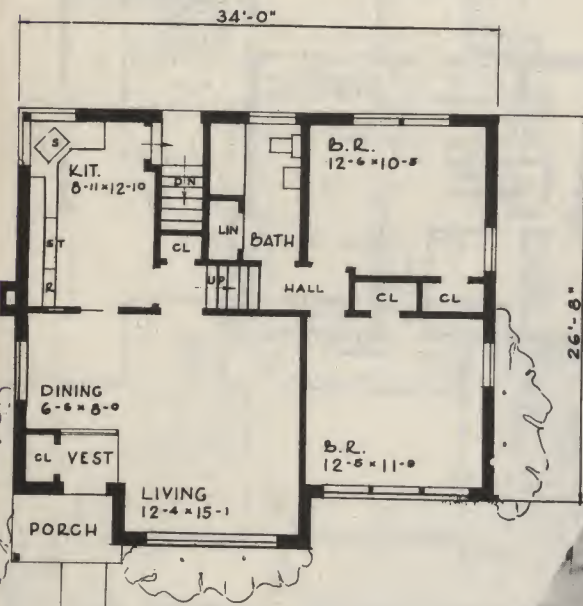 34'-0"
S
KIT.
8-11 x 12-10
DN
B.R.
12-6 x 10-5
ST
R
CL
LIN
BATH
UP
HALL
CL
CL
26'-8"
DINING
6-6 x 8-0
CL
VEST
LIVING
12-4 x 15-1
B.R.
12-5 x 11-9
PORCH